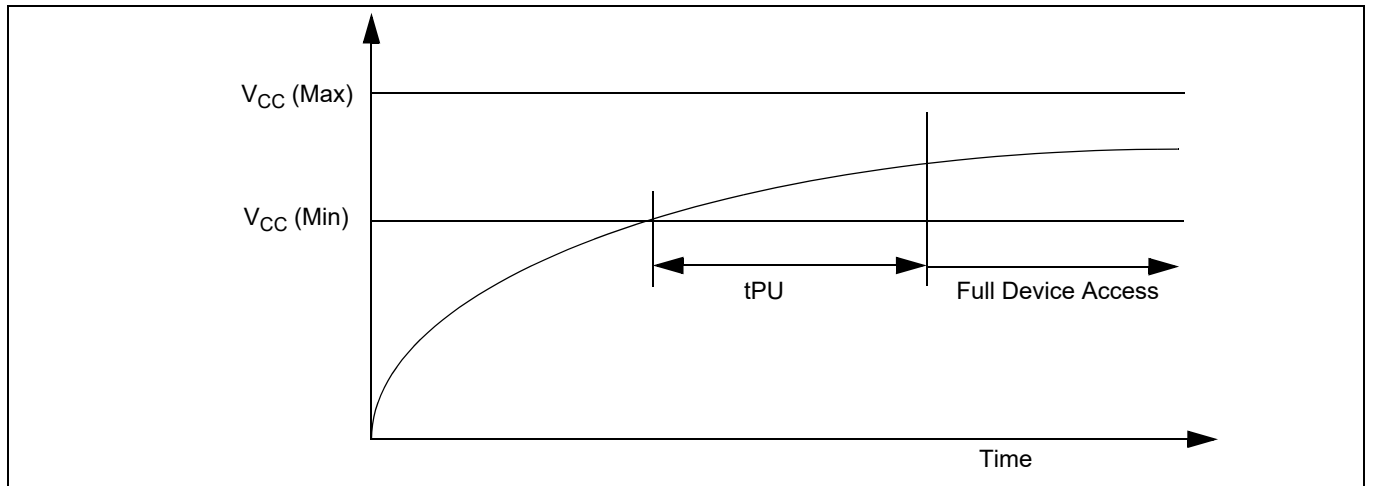 V_CC (Max)
V_CC (Min)
tPU
Full Device Access
Time